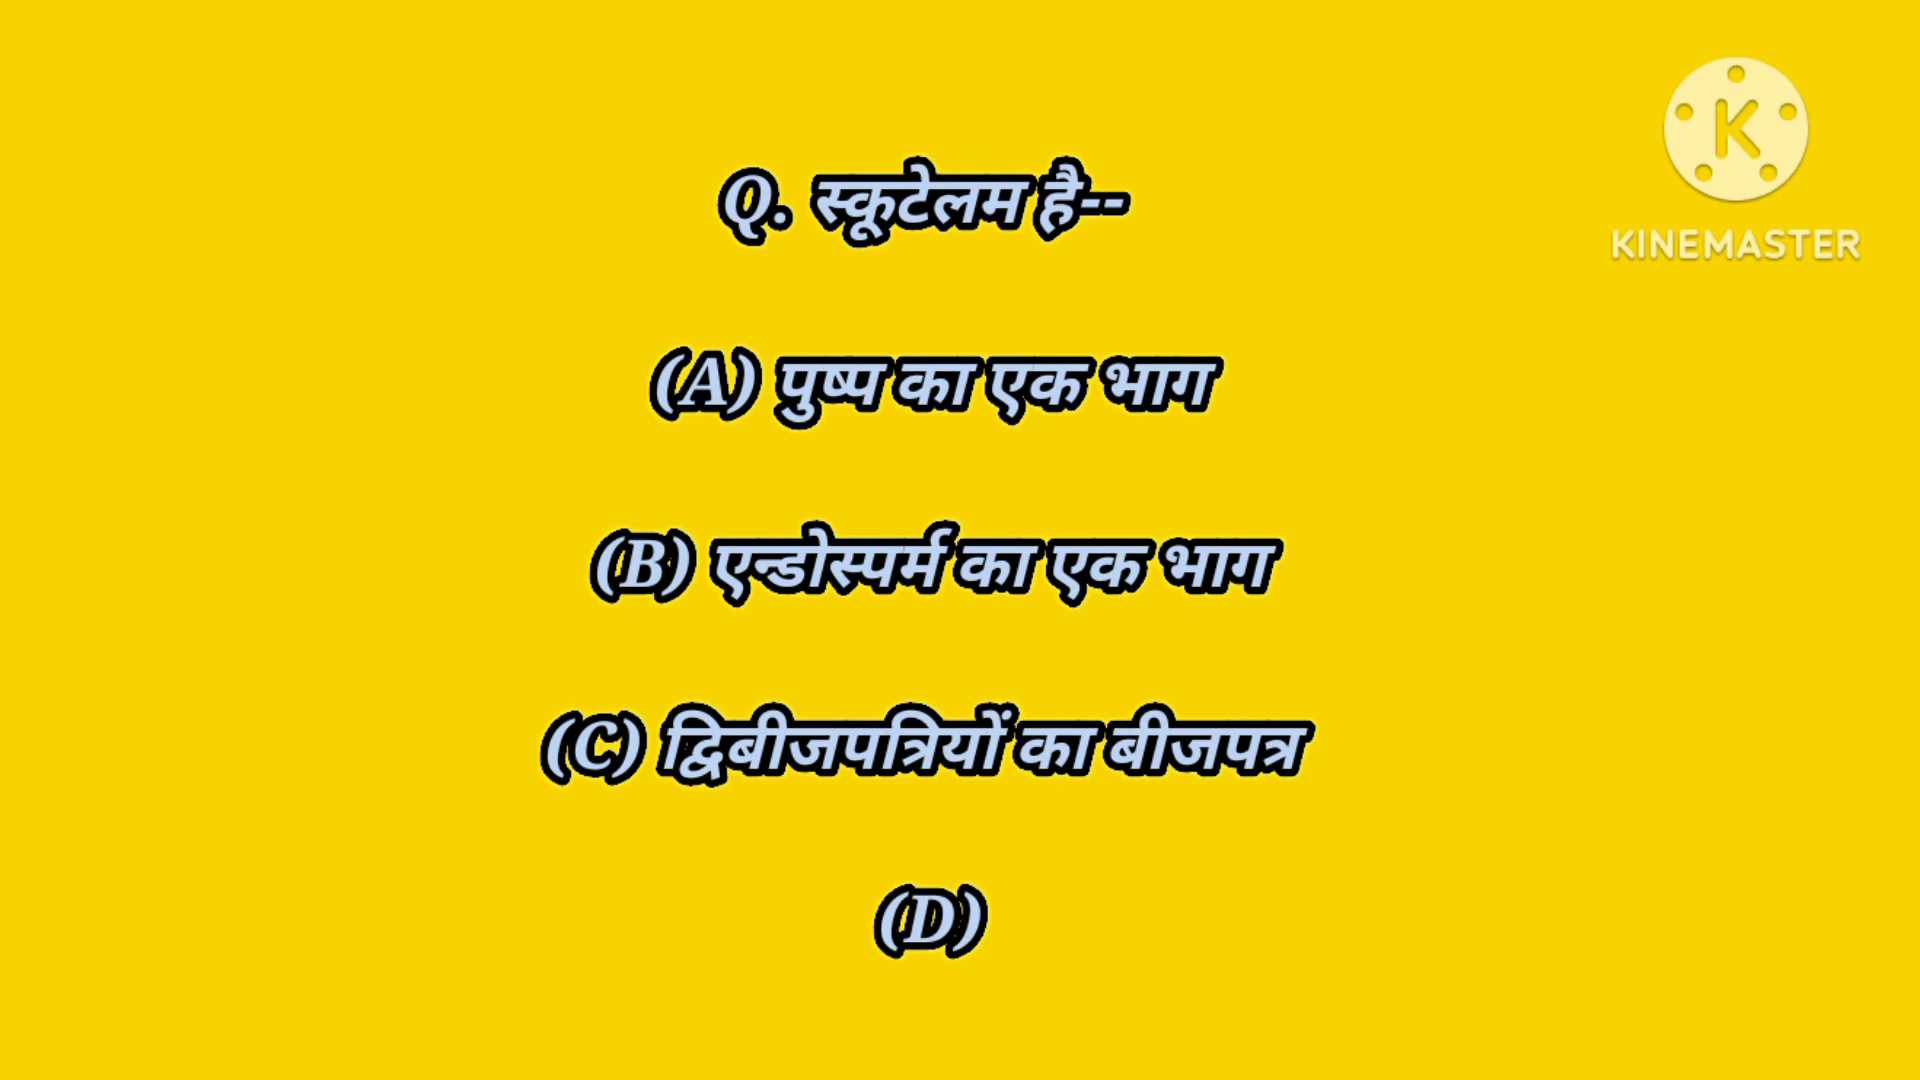 K
KINEMASTER
Q. स्कूटेलम है--
(A) पुष्प का एक भाग
(B) एन्डोस्पर्म का एक भाग
(C) द्विबीजपत्रियों का बीजपत्र
(D)